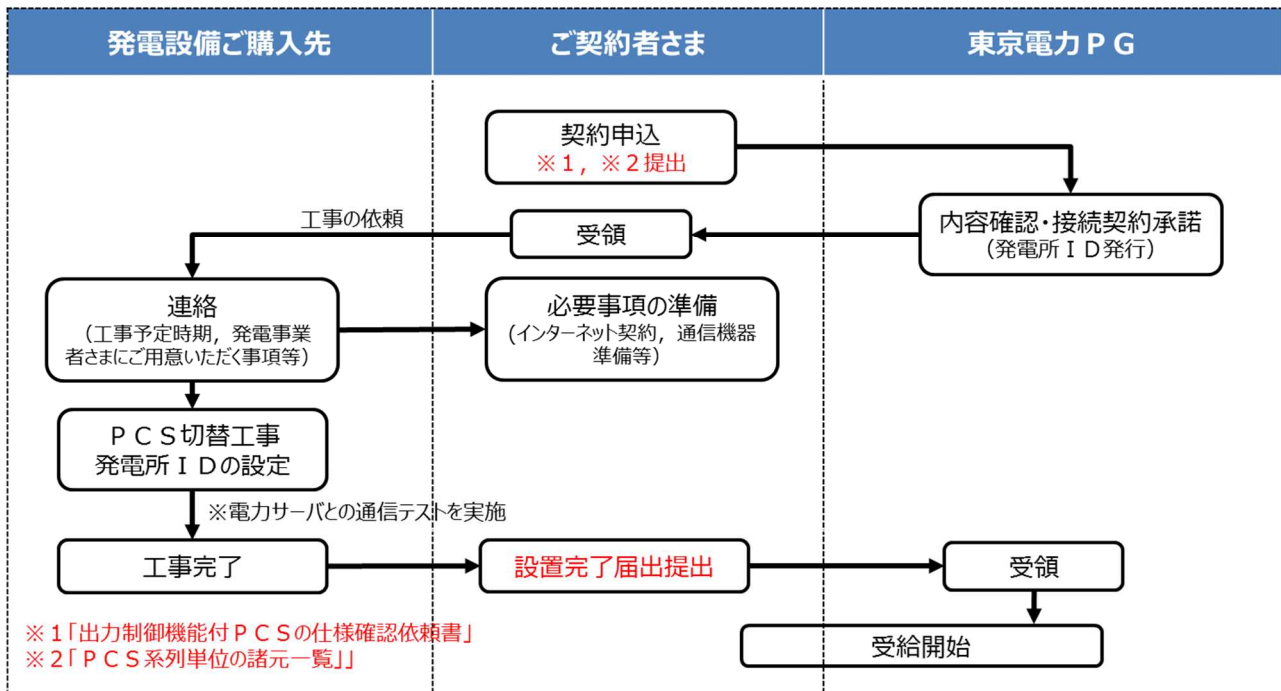 発電設備ご購入先
ご契約者さま
東京電力ＰＧ
契約申込
※１，※２提出
内容確認・接続契約承諾
（発電所ＩＤ発行）
受領
工事の依頼
連絡
（工事予定時期，発電事業
者さまにご用意いただく事項等）
必要事項の準備
（インターネット契約，通信機器
準備等）
ＰＣＳ切替工事
発電所ＩＤの設定
※電力サーバとの通信テストを実施
工事完了
設置完了届出提出
受領
受給開始
※１「出力制御機能付ＰＣＳの仕様確認依頼書」
※２「ＰＣＳ系列単位の諸元一覧」」